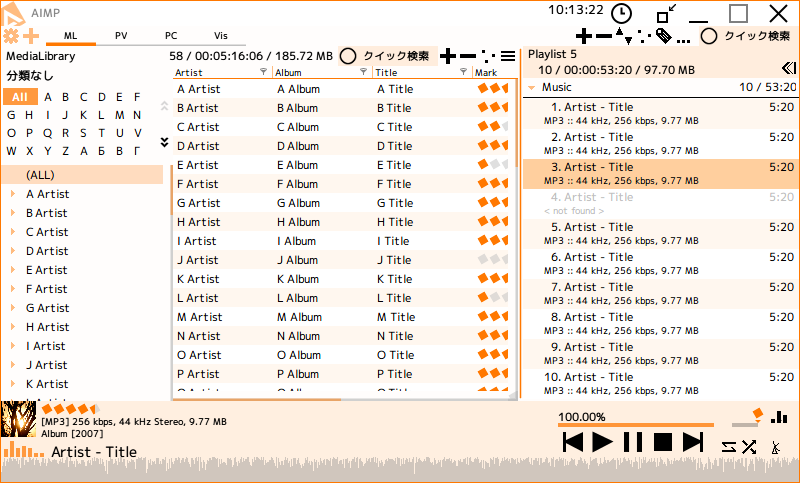 AIMP
10:13:22
ML PV PC Vis
MediaLibrary
分類なし
All A B C D E F
G H I J K L M N
O P Q R S T U V
W X Y Z А Б В Г
(ALL)
A Artist
B Artist
C Artist
D Artist
E Artist
F Artist
G Artist
H Artist
I Artist
J Artist
K Artist
58 / 00:05:16:06 / 185.72 MB クイック検索
Artist Album Title Mark
A Artist A Album A Title
B Artist B Album B Title
C Artist C Album C Title
D Artist D Album D Title
E Artist E Album E Title
F Artist F Album F Title
G Artist G Album G Title
H Artist H Album H Title
I Artist I Album I Title
J Artist J Album J Title
K Artist K Album K Title
L Artist L Album L Title
M Artist M Album M Title
N Artist N Album N Title
O Artist O Album O Title
P Artist P Album P Title
クイック検索
Playlist 5
10 / 00:00:53:20 / 97.70 MB
Music 10 / 53:20
1. Artist - Title 5:20
MP3 :: 44 kHz, 256 kbps, 9.77 MB
2. Artist - Title 5:20
MP3 :: 44 kHz, 256 kbps, 9.77 MB
3. Artist - Title 5:20
MP3 :: 44 kHz, 256 kbps, 9.77 MB
4. Artist - Title 5:20
< not found >
5. Artist - Title 5:20
MP3 :: 44 kHz, 256 kbps, 9.77 MB
6. Artist - Title 5:20
MP3 :: 44 kHz, 256 kbps, 9.77 MB
7. Artist - Title 5:20
MP3 :: 44 kHz, 256 kbps, 9.77 MB
8. Artist - Title 5:20
MP3 :: 44 kHz, 256 kbps, 9.77 MB
9. Artist - Title 5:20
MP3 :: 44 kHz, 256 kbps, 9.77 MB
10. Artist - Title 5:20
MP3 :: 44 kHz, 256 kbps, 9.77 MB
[MP3] 256 kbps, 44 kHz Stereo, 9.77 MB
Album [2007]
Artist - Title
100.00%